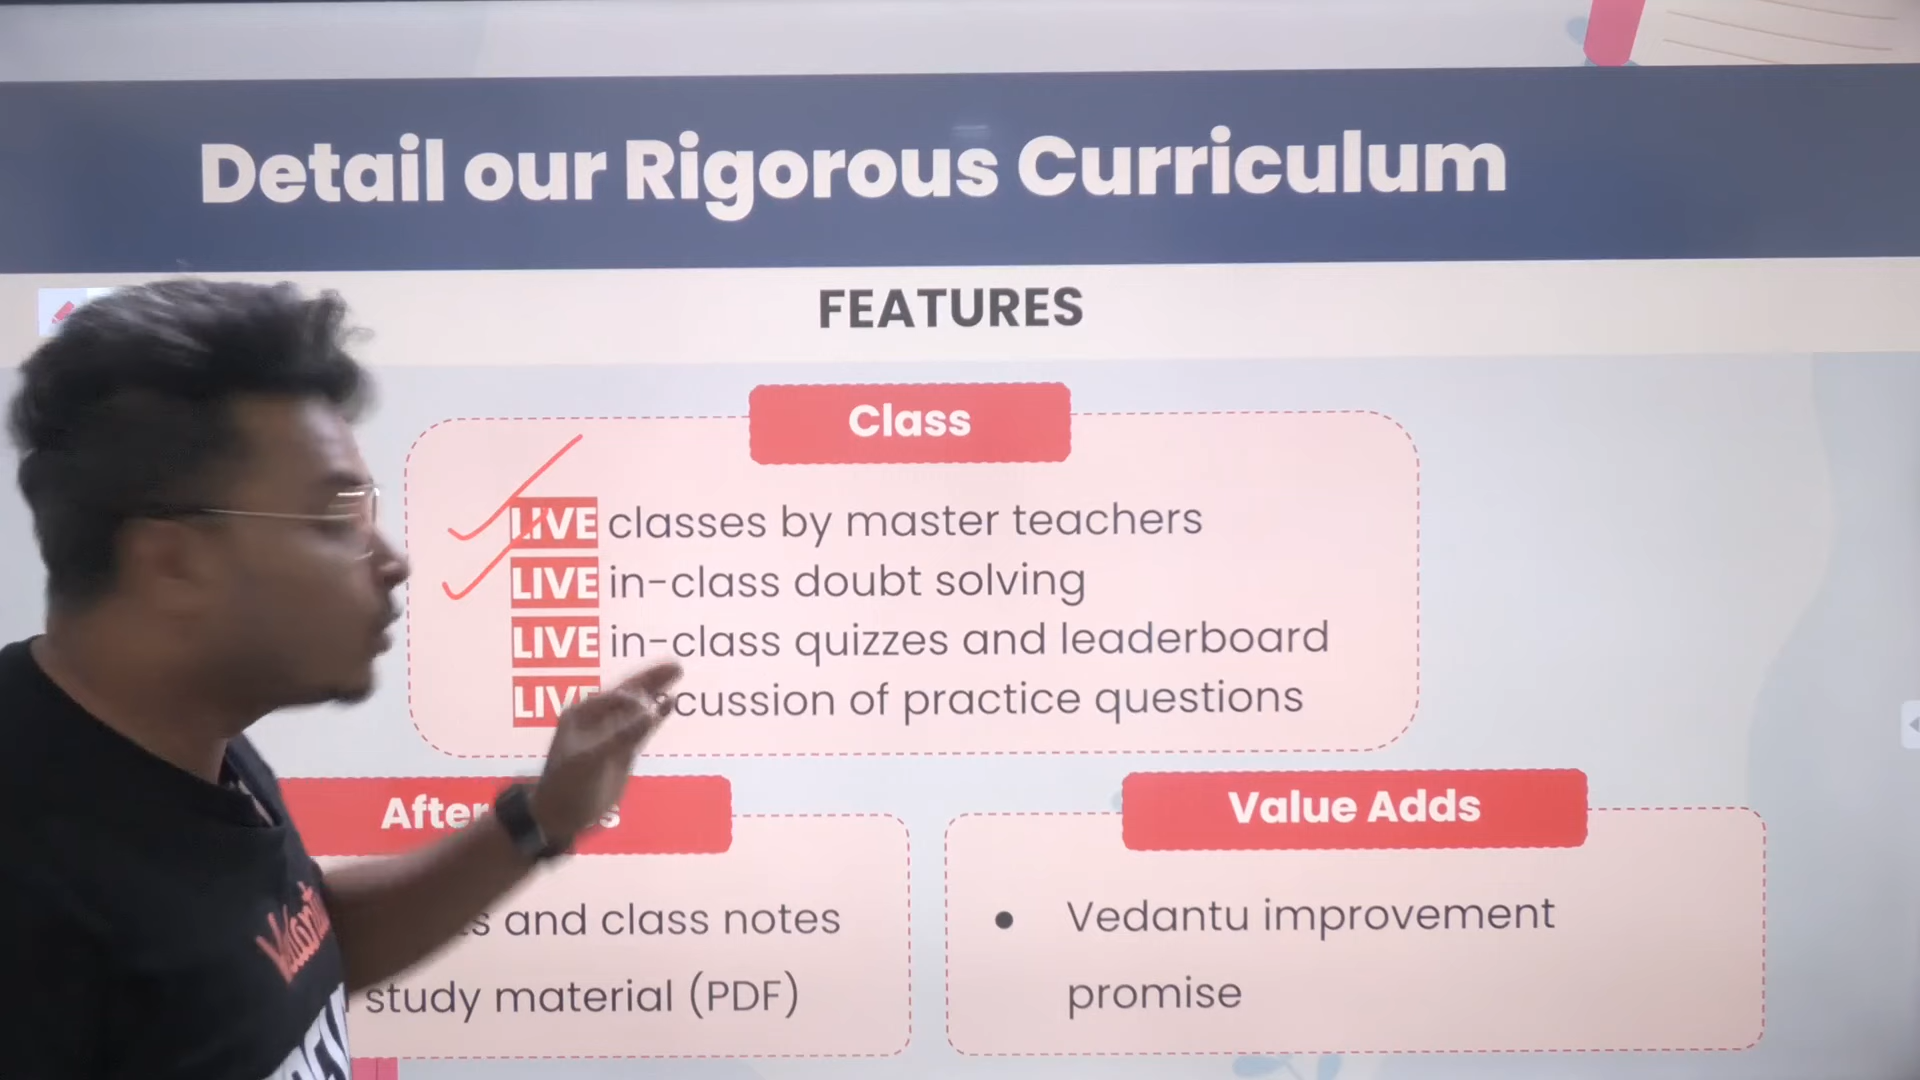 Detail our Rigorous Curriculum
FEATURES
Class
LIVE classes by master teachers
LIVE in-class doubt solving
LIVE in-class quizzes and leaderboard
LIVE cussion of practice questions
After
Value Adds
and class notes
study material (PDF)
• Vedantu improvement
promise